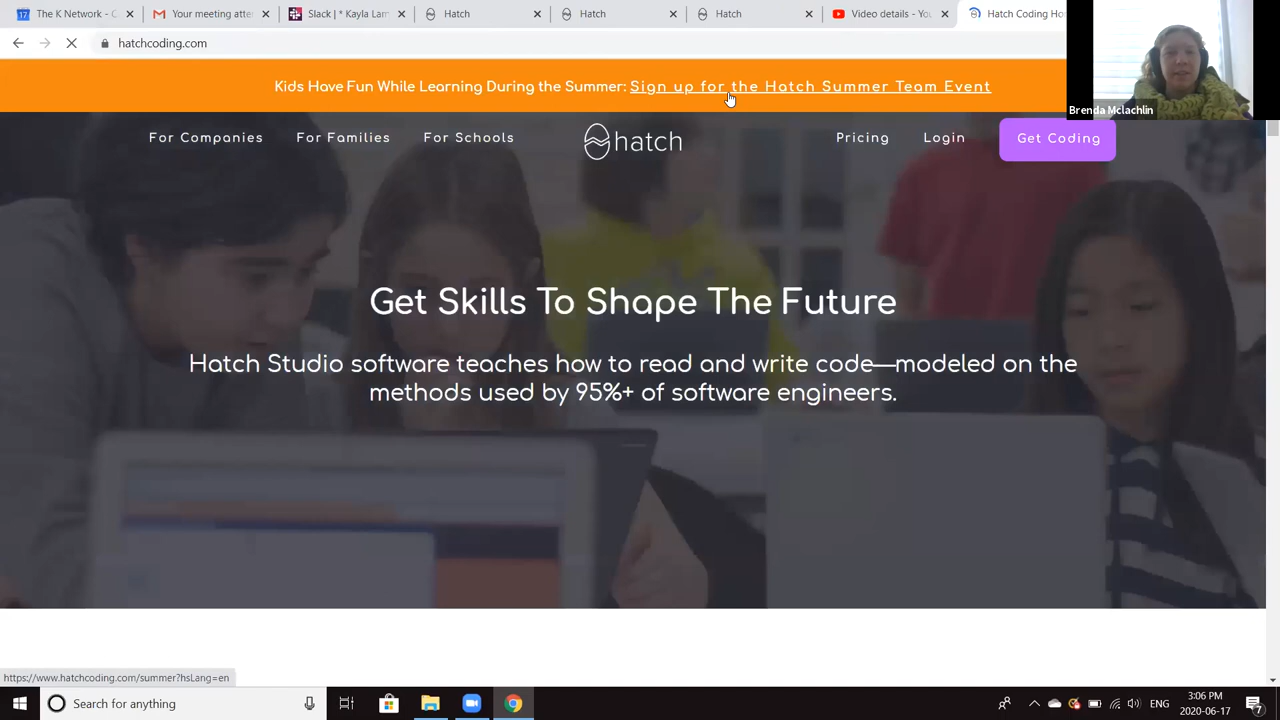 The K Network - C
Your meeting atte
Slack | * Kayla Lam
Hatch
Hatch
Hatch
Video details - You
Hatch Coding Ho
hatchcoding.com
Brenda Mclachlin
Kids Have Fun While Learning During the Summer: Sign up for the Hatch Summer Team Event
For Companies For Families For Schools hatch Pricing Login Get Coding
Get Skills To Shape The Future
Hatch Studio software teaches how to read and write code—modeled on the
methods used by 95%+ of software engineers.
https://www.hatchcoding.com/summer?hsLang=en
Search for anything
ENG
3:06 PM
2020-06-17
7